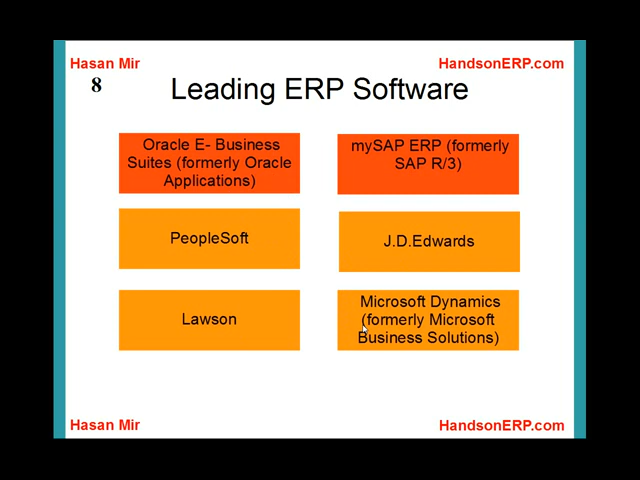 Hasan Mir
HandsonERP.com
8
Leading ERP Software
Oracle E- Business
Suites (formerly Oracle
Applications)
mySAP ERP (formerly
SAP R/3)
PeopleSoft
J.D.Edwards
Lawson
Microsoft Dynamics
(formerly Microsoft
Business Solutions)
Hasan Mir
HandsonERP.com